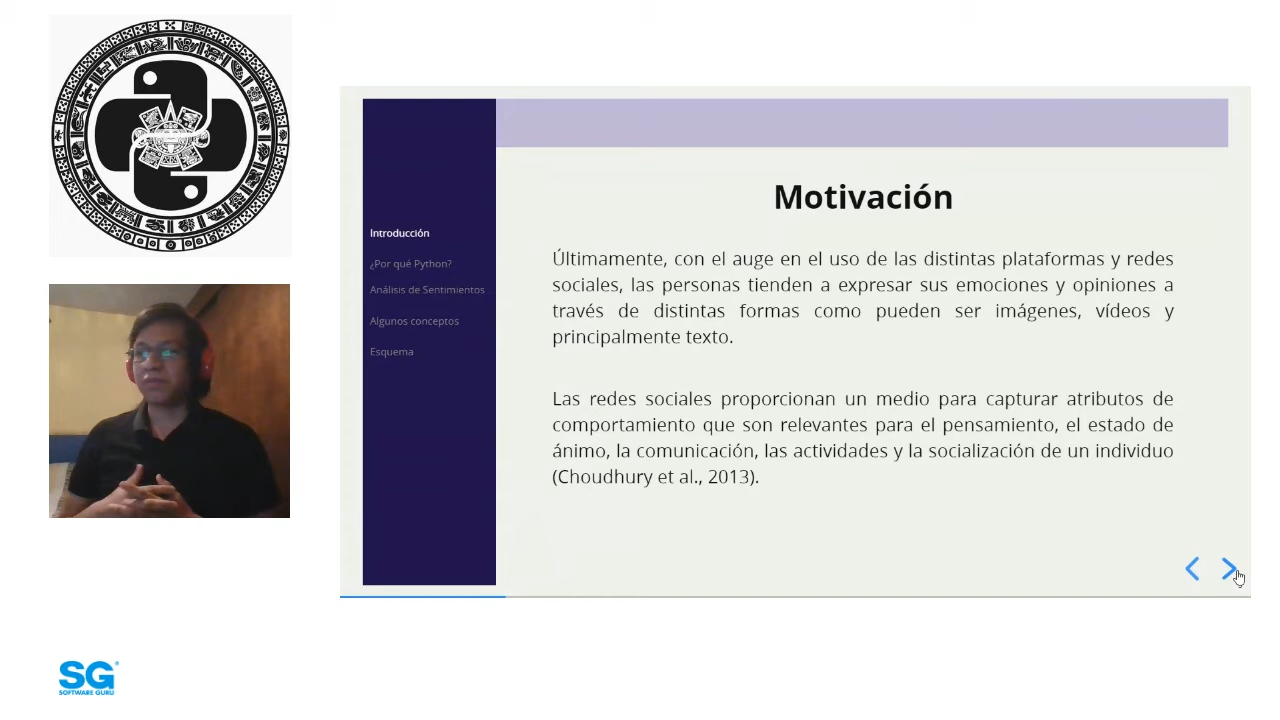 Motivación
Introducción
¿Por qué Python?
Análisis de Sentimientos
Algunos conceptos
Esquema
Últimamente, con el auge en el uso de las distintas plataformas y redes
sociales, las personas tienden a expresar sus emociones y opiniones a
través de distintas formas como pueden ser imágenes, vídeos y
principalmente texto.
Las redes sociales proporcionan un medio para capturar atributos de
comportamiento que son relevantes para el pensamiento, el estado de
ánimo, la comunicación, las actividades y la socialización de un individuo
(Choudhury et al., 2013).
SG
SOFTWARE GURU